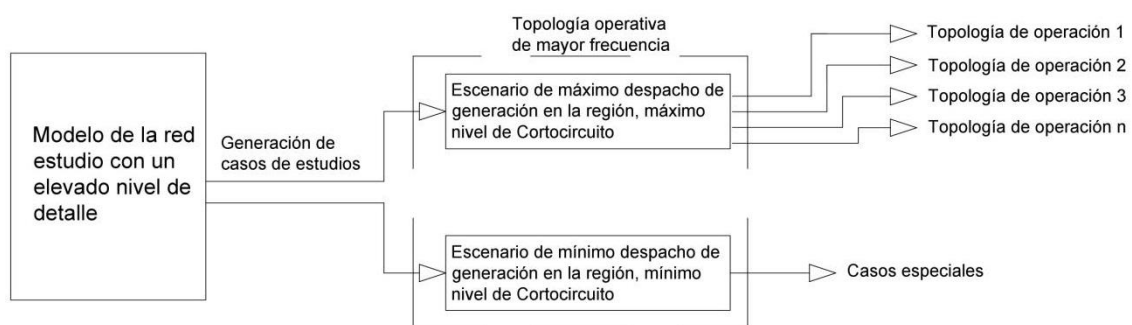 Modelo de la red
estudio con un
elevado nivel de
detalle
Generación de
casos de estudios
Topología operativa
de mayor frecuencia
Escenario de máximo despacho de
generación en la región, máximo
nivel de Cortocircuito
Topología de operación 1
Topología de operación 2
Topología de operación 3
Topología de operación n
Escenario de mínimo despacho de
generación en la región, mínimo
nivel de Cortocircuito
Casos especiales